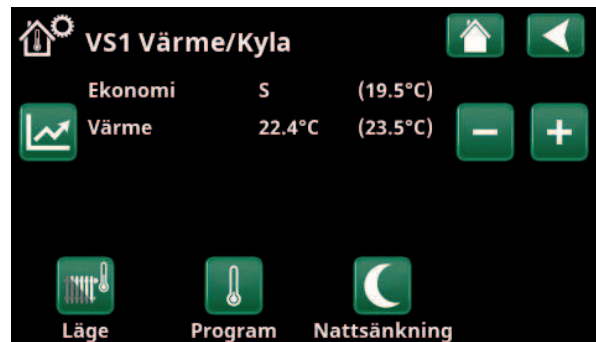 VS1 Värme/Kyla
Ekonomi S (19.5°C)
Värme 22.4°C (23.5°C)
Läge Program Nattsänkning